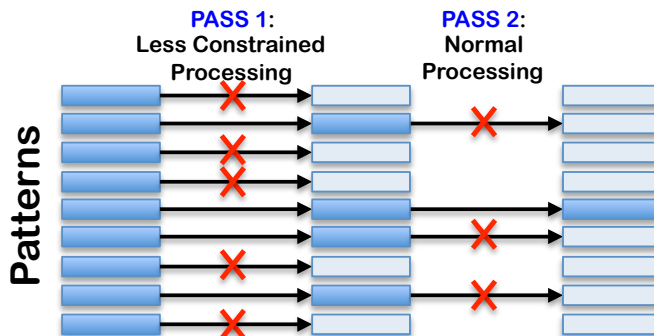 PASS 1:
Less Constrained
Processing
PASS 2:
Normal
Processing
Patterns